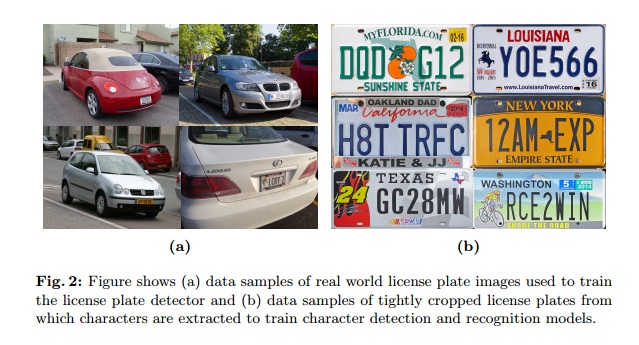 LEXUS
MYFLORIDA.COM 02-16
DQD G12
SUNSHINE STATE
LOUISIANA
YOE566
www.LouisianaTravel.com 16
MAR OAKLAND DAD 2016
California
H8T TRFC
KATIE & JJ
NEW YORK
12AM EXP
EMPIRE STATE
TEXAS
24 GC28MW
NASCAR
WASHINGTON 5 2014
RCE2WIN
SHARE THE ROAD
(a) (b)
Fig. 2: Figure shows (a) data samples of real world license plate images used to train
the license plate detector and (b) data samples of tightly cropped license plates from
which characters are extracted to train character detection and recognition models.